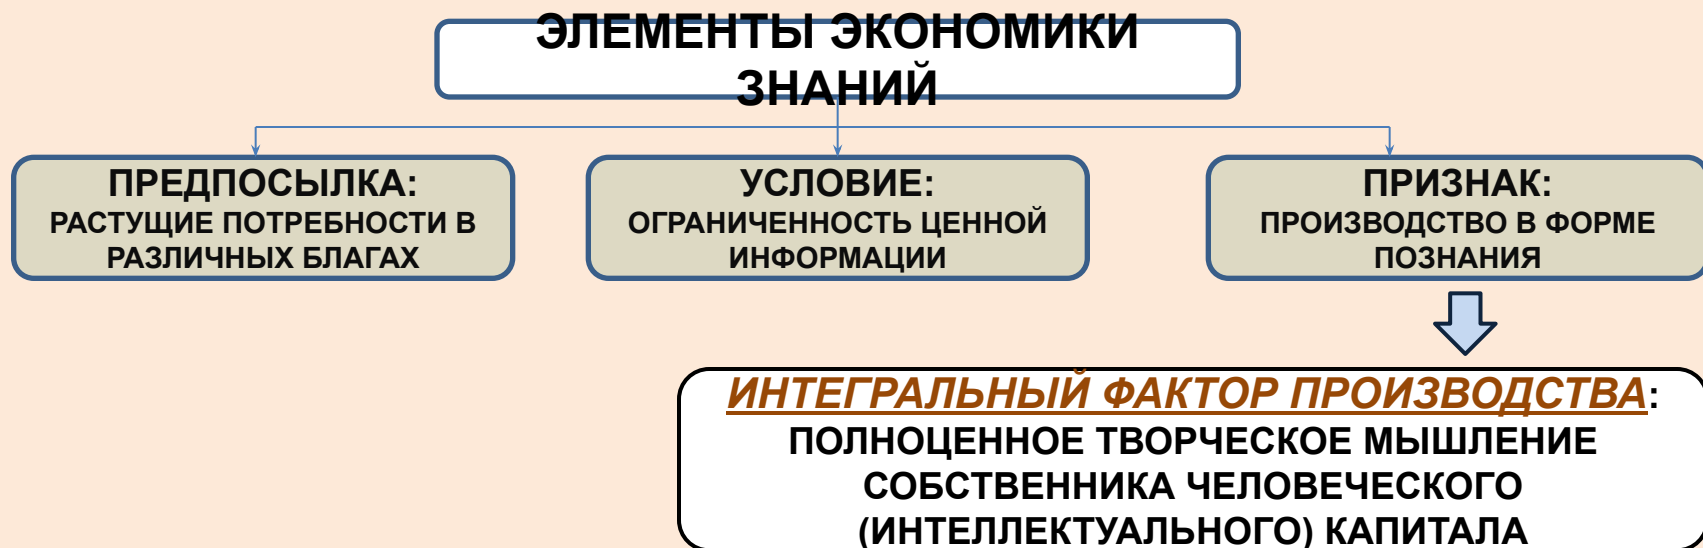 ЭЛЕМЕНТЫ ЭКОНОМИКИ
ЗНАНИЙ
ПРЕДПОСЫЛКА:
РАСТУЩИЕ ПОТРЕБНОСТИ В
РАЗЛИЧНЫХ БЛАГАХ
УСЛОВИЕ:
ОГРАНИЧЕННОСТЬ ЦЕННОЙ
ИНФОРМАЦИИ
ПРИЗНАК:
ПРОИЗВОДСТВО В ФОРМЕ
ПОЗНАНИЯ
ИНТЕГРАЛЬНЫЙ ФАКТОР ПРОИЗВОДСТВА:
ПОЛНОЦЕННОЕ ТВОРЧЕСКОЕ МЫШЛЕНИЕ
СОБСТВЕННИКА ЧЕЛОВЕЧЕСКОГО
(ИНТЕЛЛЕКТУАЛЬНОГО) КАПИТАЛА